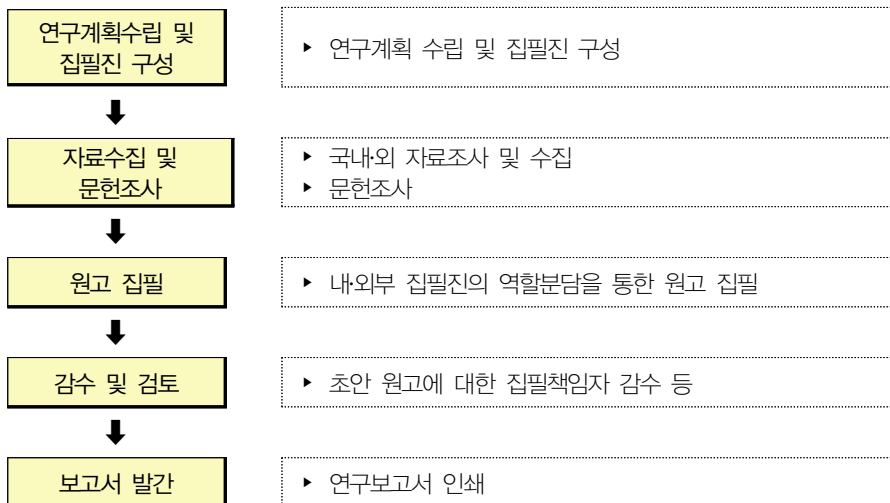 연구계획수립 및
집필진 구성
▶ 연구계획 수립 및 집필진 구성
자료수집 및
문헌조사
▶ 국내·외 자료조사 및 수집
▶ 문헌조사
원고 집필
▶ 내·외부 집필진의 역할분담을 통한 원고 집필
감수 및 검토
▶ 초안 원고에 대한 집필책임자 감수 등
보고서 발간
▶ 연구보고서 인쇄